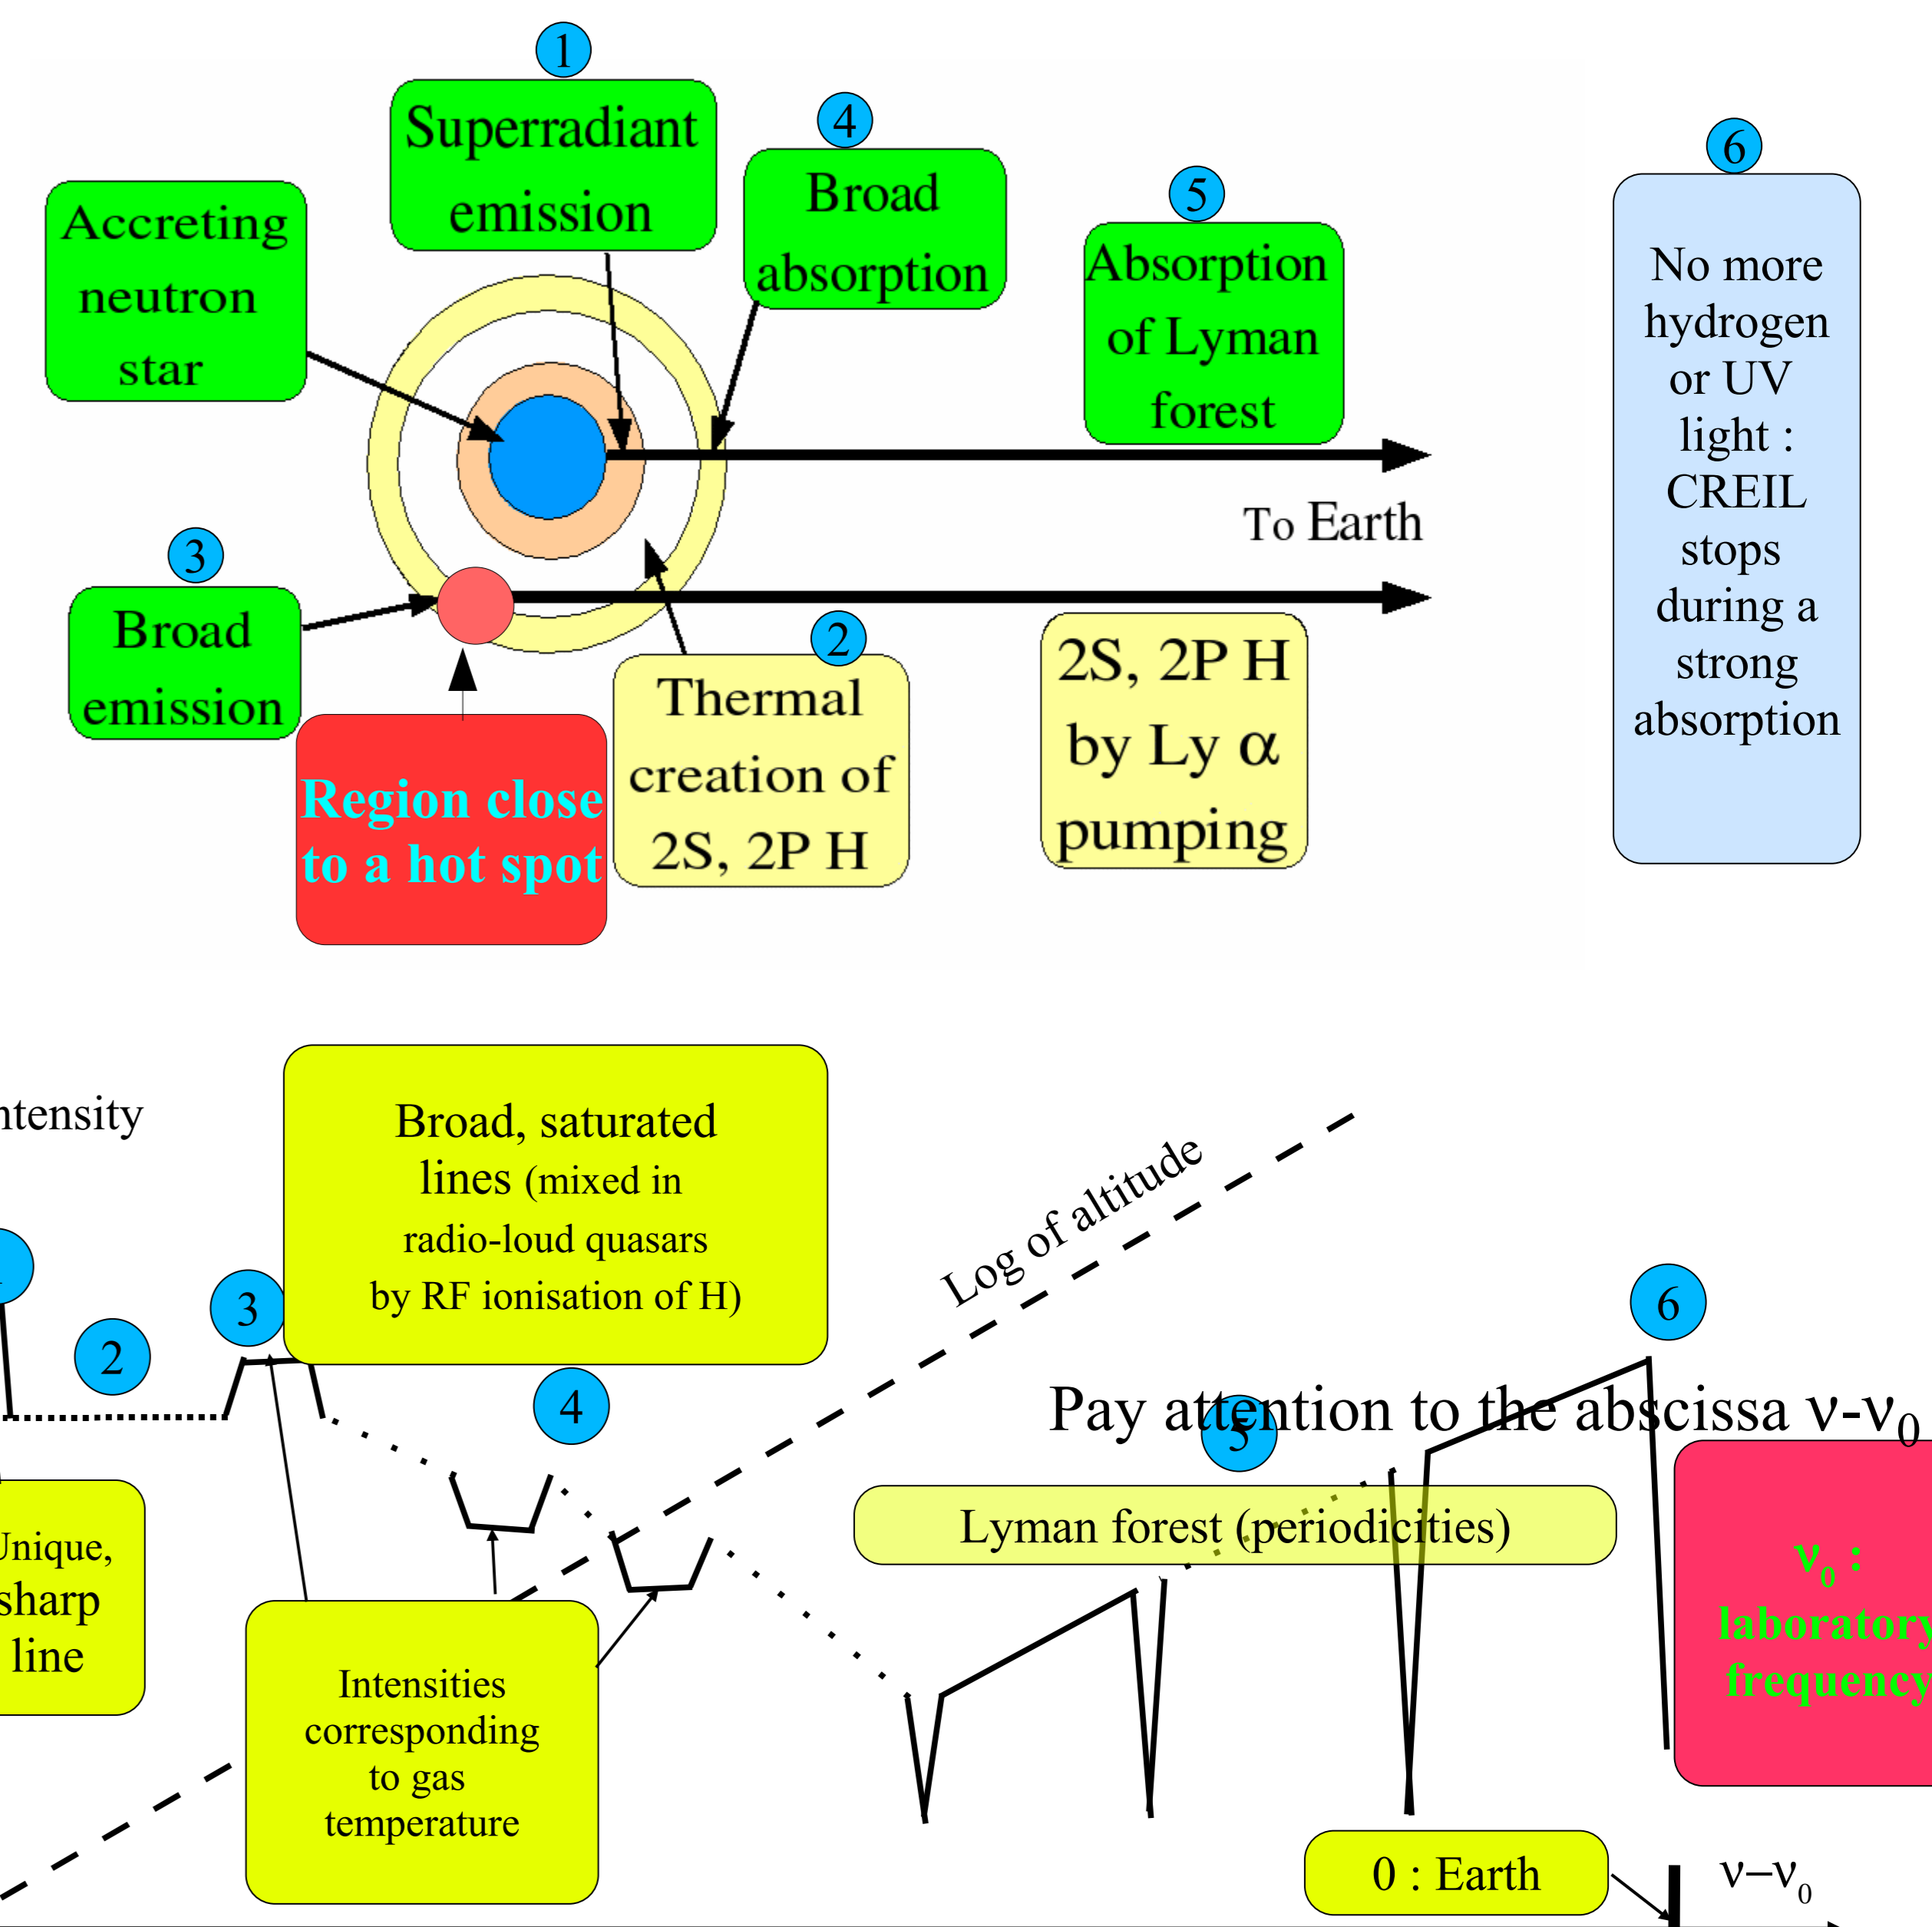 1
Superradiant
emission
4
Broad
absorption
5
Absorption
of Lyman
forest
6
No more
hydrogen
or UV
light :
CREIL
stops
during a
strong
absorption
Accreting
neutron
star
To Earth
3
Broad
emission
2
Thermal
creation of
2S, 2P H
2S, 2P H
by Ly α
pumping
Region close
to a hot spot
ntensity
Broad, saturated
lines (mixed in
radio-loud quasars
by RF ionisation of H)
Log of altitude
2
3
4
5
6
Pay attention to the abscissa ν-ν0
Lyman forest (periodicities)
Unique,
sharp
line
Intensities
corresponding
to gas
temperature
ν0 :
laboratory
frequency
0 : Earth
ν−ν0